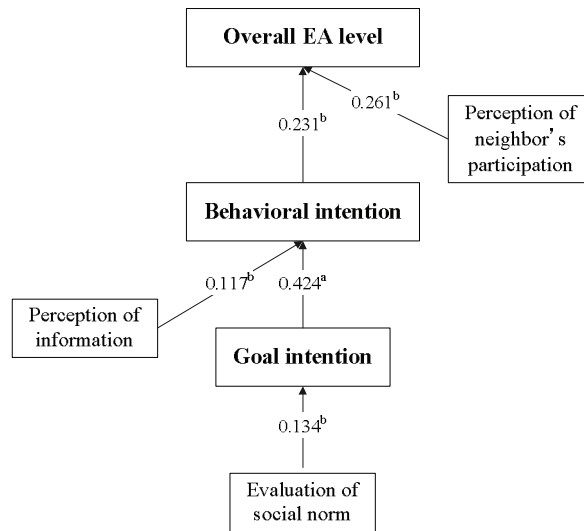 Overall EA level
0.261ᵇ
0.231ᵇ
Perception of
neighbor's
participation
Behavioral intention
0.117ᵇ
0.424ᵃ
Perception of
information
Goal intention
0.134ᵇ
Evaluation of
social norm